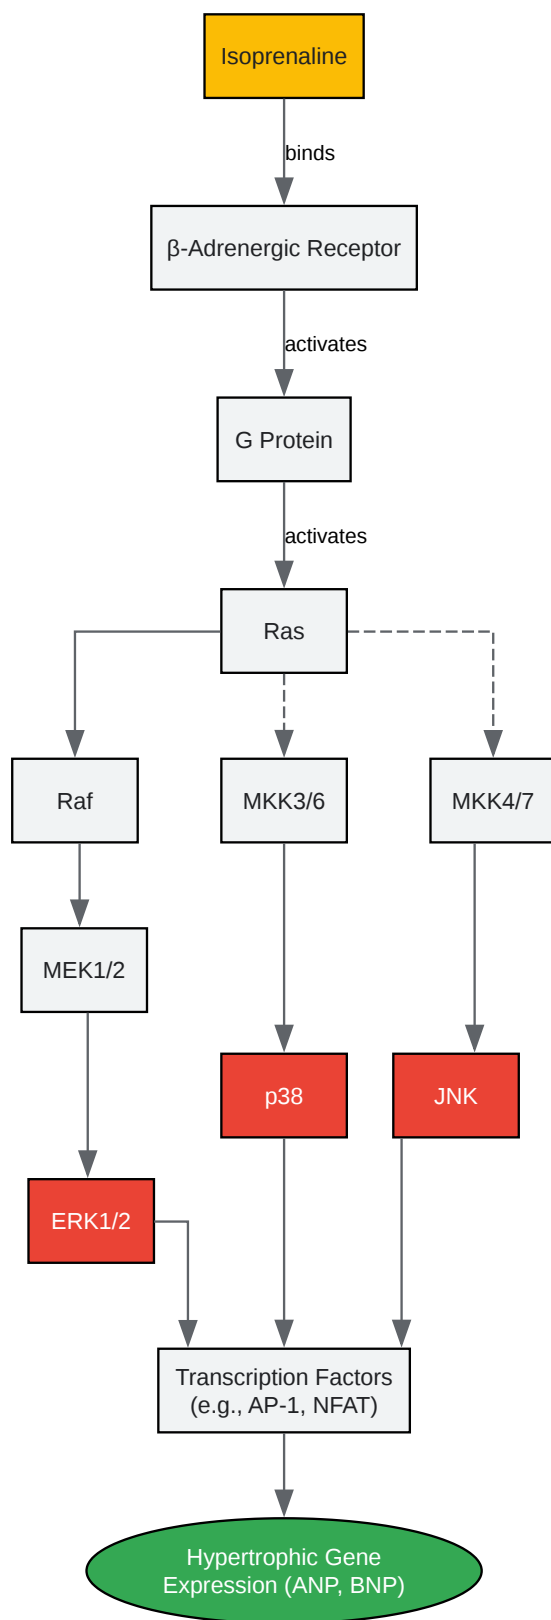 Isoprenaline
binds
β-Adrenergic Receptor
activates
G Protein
activates
Ras
Raf
MKK3/6
MKK4/7
MEK1/2
p38
JNK
ERK1/2
Transcription Factors
(e.g., AP-1, NFAT)
Hypertrophic Gene
Expression (ANP, BNP)